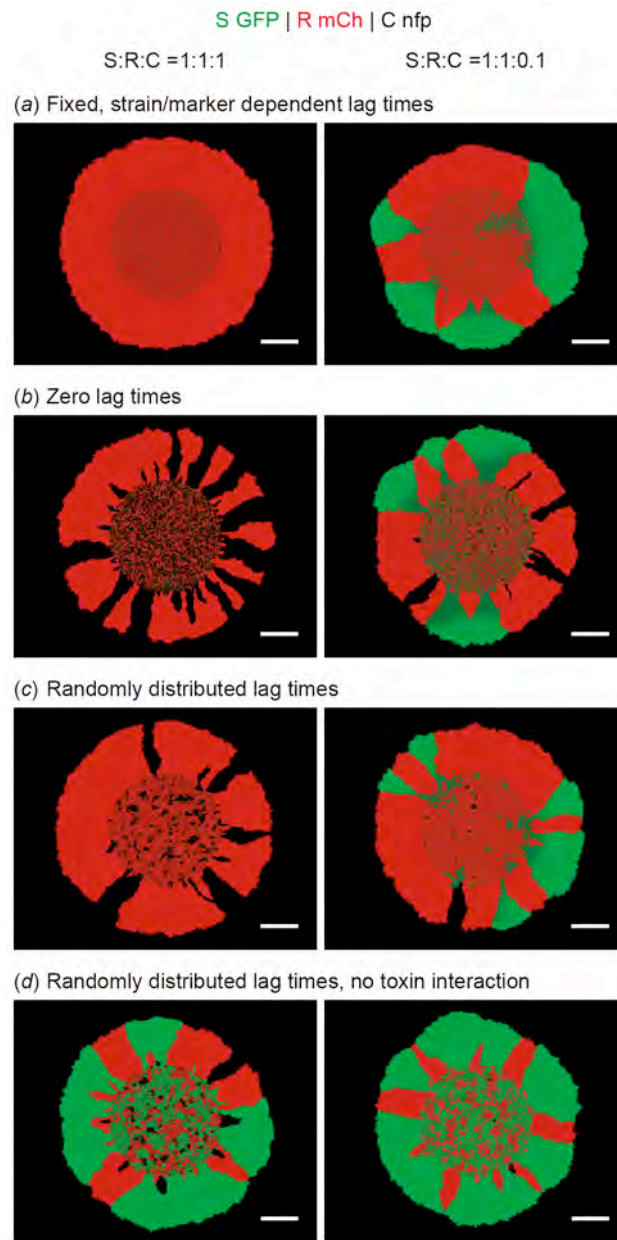 S GFP | R mCh | C nfp
S:R:C =1:1:1 S:R:C =1:1:0.1
(a) Fixed, strain/marker dependent lag times
(b) Zero lag times
(c) Randomly distributed lag times
(d) Randomly distributed lag times, no toxin interaction